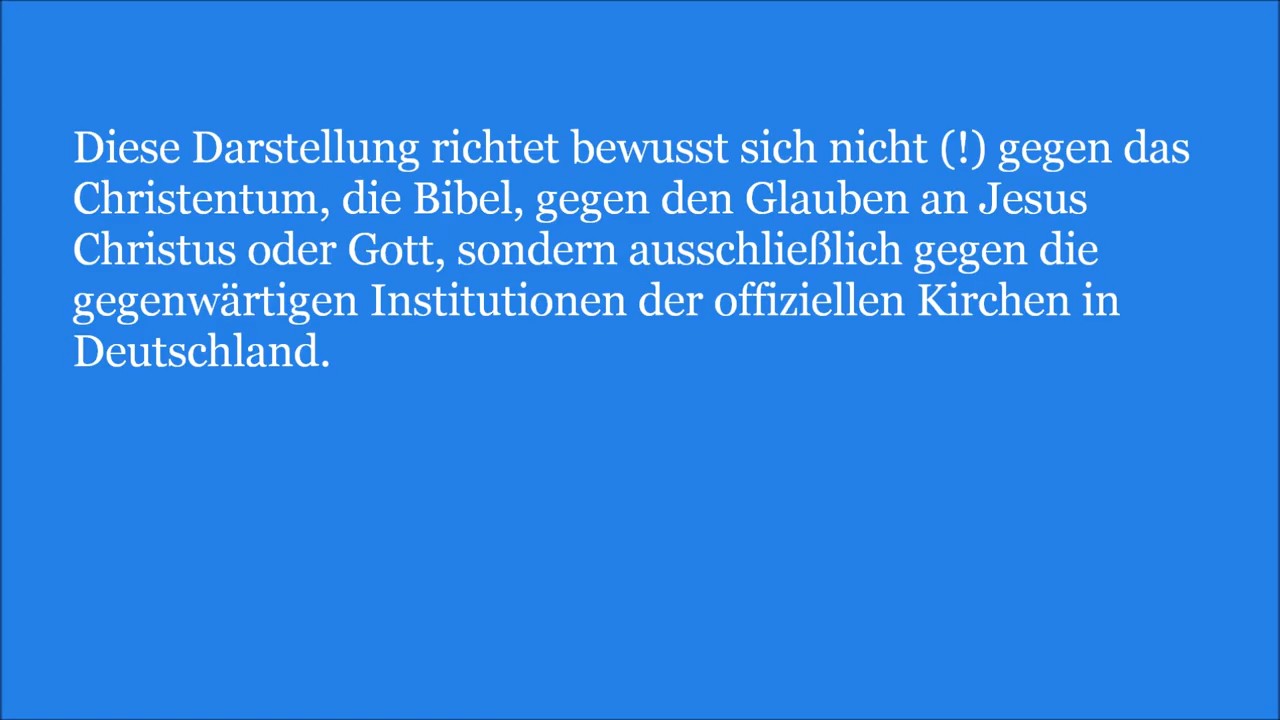 Diese Darstellung richtet bewusst sich nicht (!) gegen das
Christentum, die Bibel, gegen den Glauben an Jesus
Christus oder Gott, sondern ausschließlich gegen die
gegenwärtigen Institutionen der offiziellen Kirchen in
Deutschland.